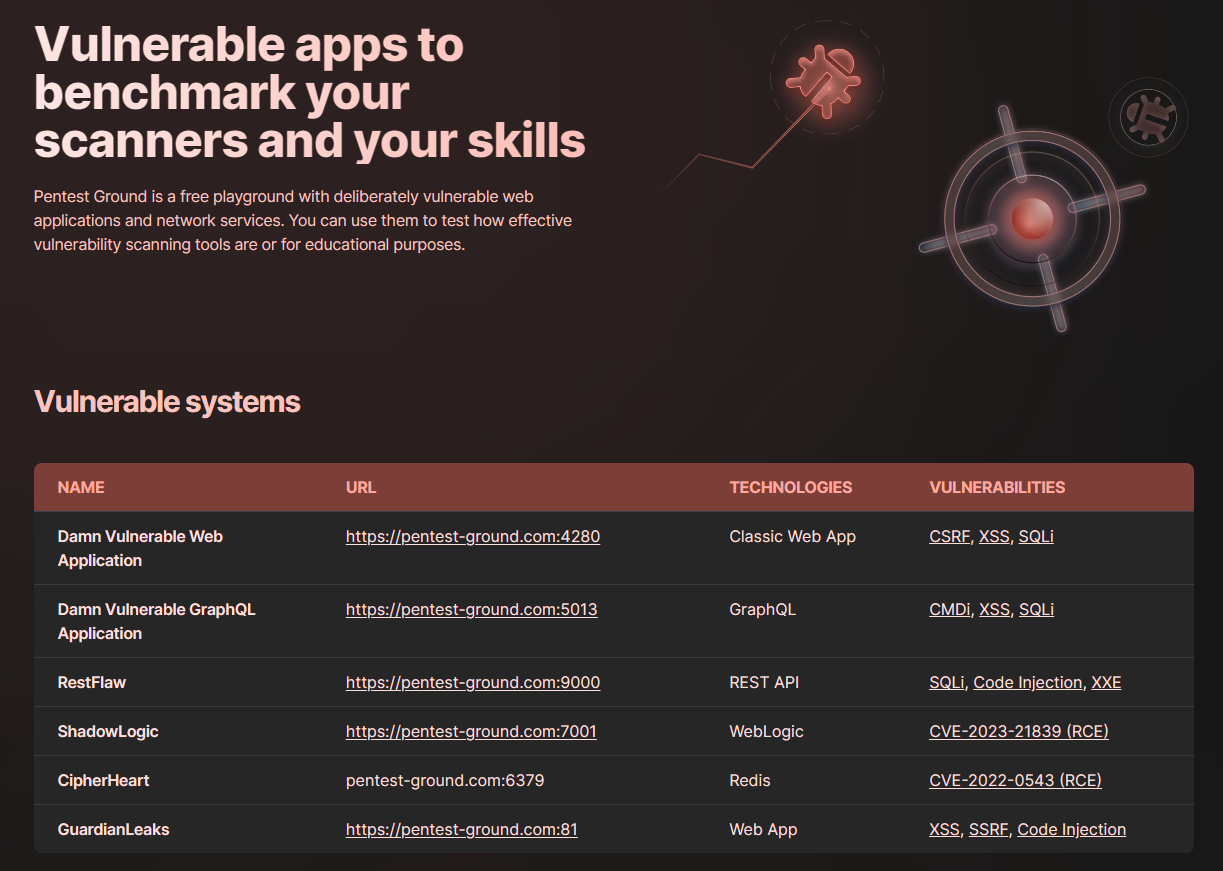 Vulnerable apps to
benchmark your
scanners and your skills
Pentest Ground is a free playground with deliberately vulnerable web
applications and network services. You can use them to test how effective
vulnerability scanning tools are or for educational purposes.
Vulnerable systems
NAME URL TECHNOLOGIES VULNERABILITIES
Damn Vulnerable Web https://pentest-ground.com:4280 Classic Web App CSRF, XSS, SQLi
Application
Damn Vulnerable GraphQL https://pentest-ground.com:5013 GraphQL CMDi, XSS, SQLi
Application
RestFlaw https://pentest-ground.com:9000 REST API SQLi, Code Injection, XXE
ShadowLogic https://pentest-ground.com:7001 WebLogic CVE-2023-21839 (RCE)
CipherHeart pentest-ground.com:6379 Redis CVE-2022-0543 (RCE)
GuardianLeaks https://pentest-ground.com:81 Web App XSS, SSRF, Code Injection